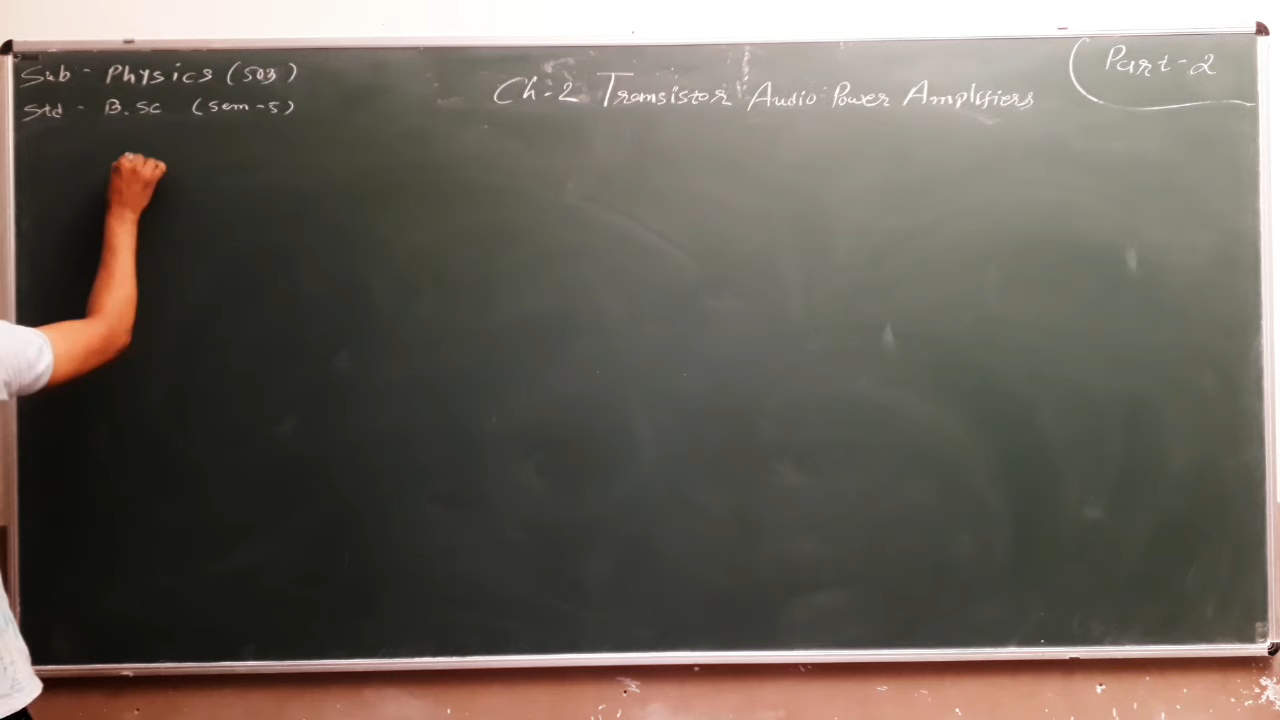 Sub - Physics (503)
Std - B.Sc (Sem-5)
Ch-2 Transistor Audio Power Amplifiers
Part-2